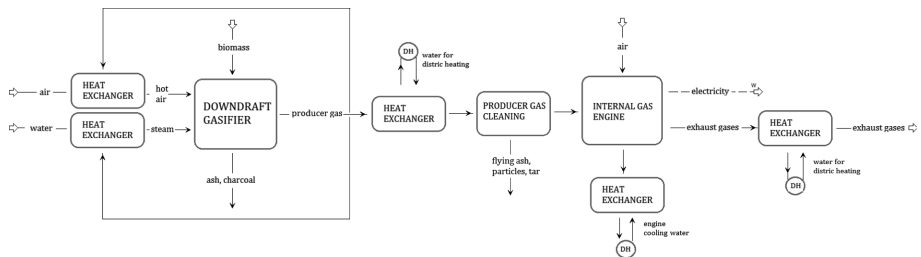 biomass
air
HEAT
EXCHANGER
hot
air
water
HEAT
EXCHANGER
steam
DOWNDRAFT
GASIFIER
ash, charcoal
producer gas
DH
water for
distric heating
HEAT
EXCHANGER
PRODUCER GAS
CLEANING
flying ash,
particles, tar
air
INTERNAL GAS
ENGINE
electricity
W
exhaust gases
HEAT
EXCHANGER
engine
cooling water
DH
HEAT
EXCHANGER
exhaust gases
water for
distric heating
DH